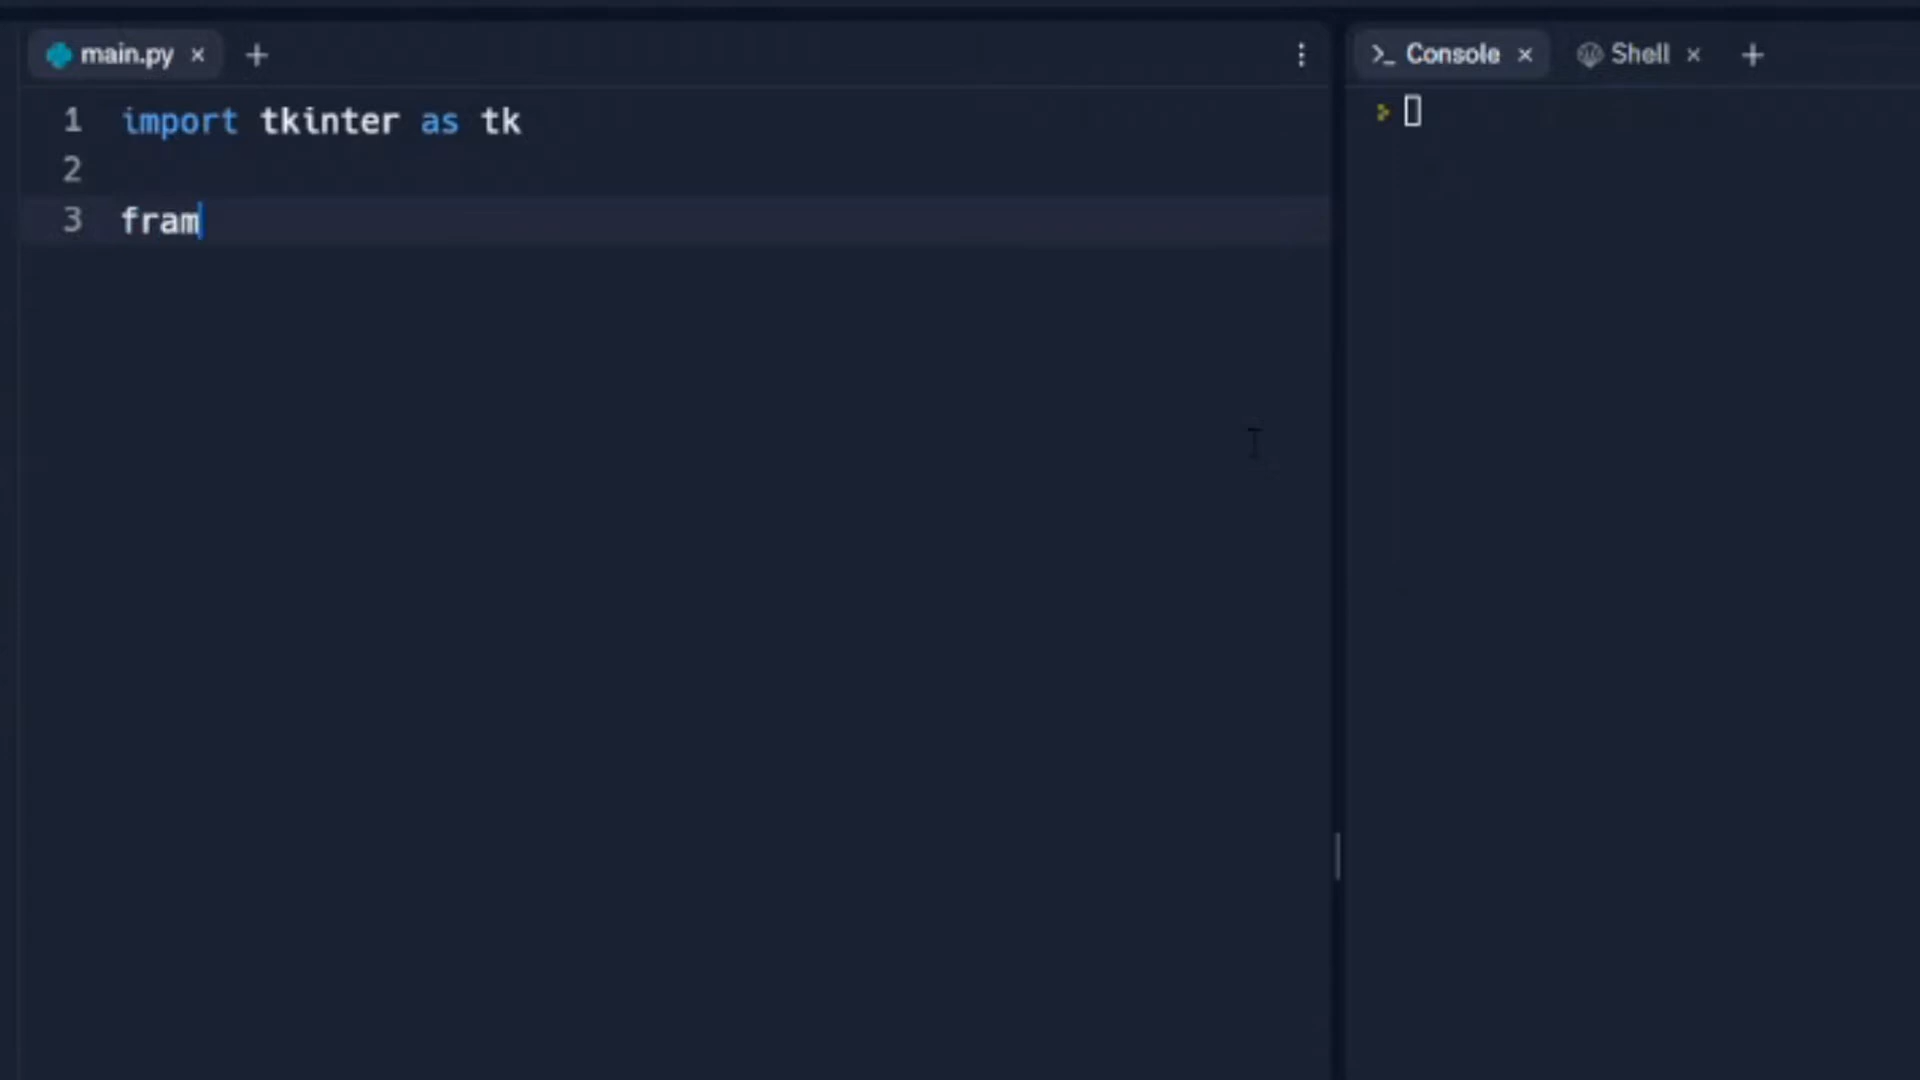 main.py × +
1 import tkinter as tk
2
3 fram
>_ Console × Shell × +
>